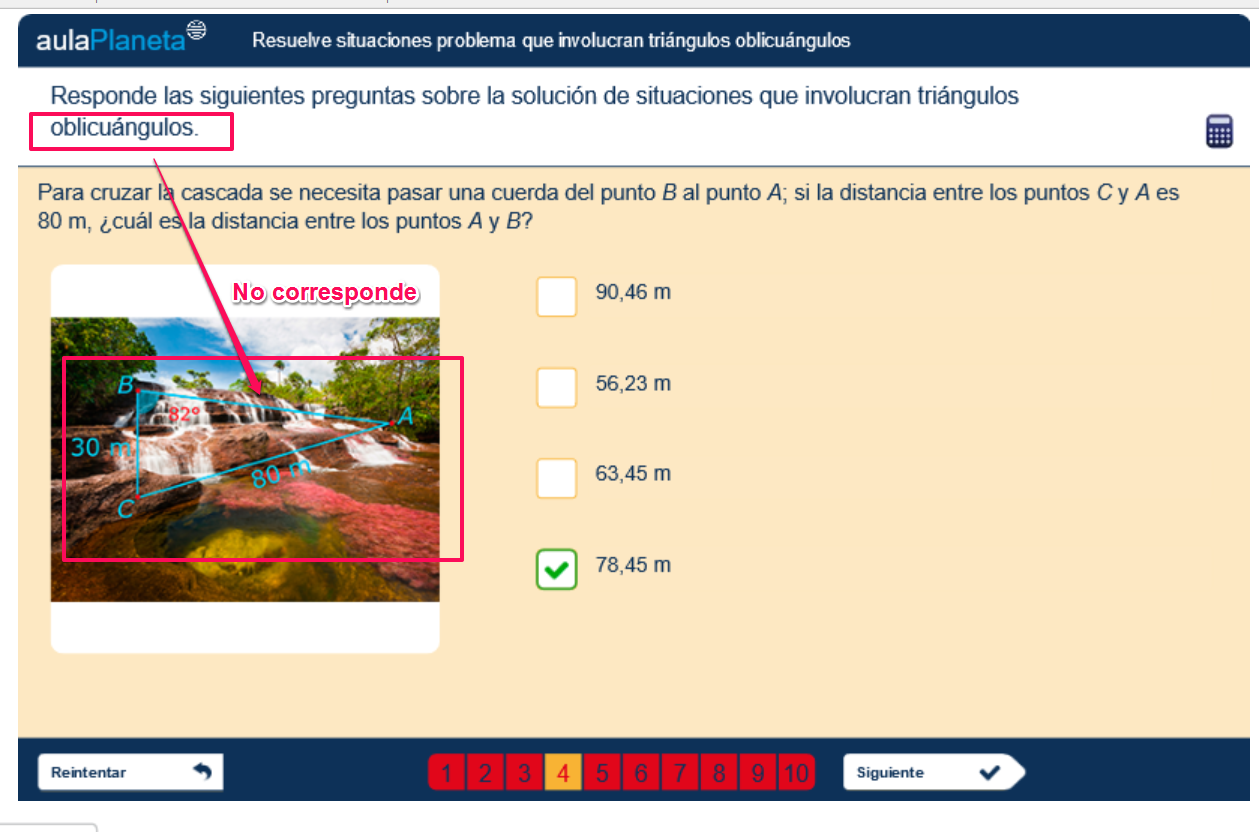 aulaPlaneta
Resuelve situaciones problema que involucran triángulos oblicuángulos
Responde las siguientes preguntas sobre la solución de situaciones que involucran triángulos
oblicuángulos.
Para cruzar la cascada se necesita pasar una cuerda del punto B al punto A; si la distancia entre los puntos C y A es
80 m, ¿cuál es la distancia entre los puntos A y B?
No corresponde
B
82°
A
30 m
80 m
C
90,46 m
56,23 m
63,45 m
78,45 m
Reintentar
1 2 3 4 5 6 7 8 9 10
Siguiente